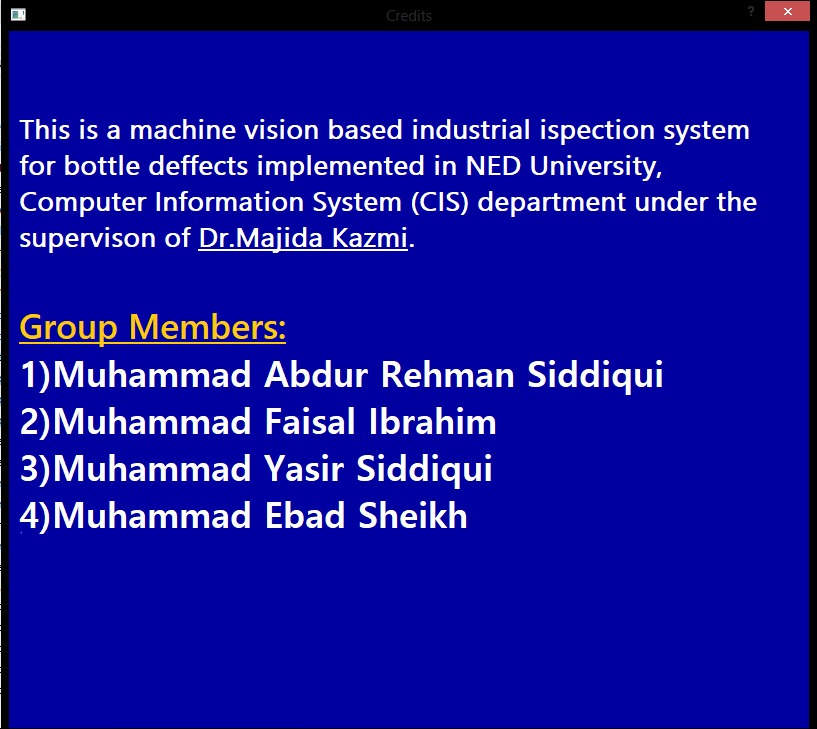 Credits
?
This is a machine vision based industrial ispection system
for bottle deffects implemented in NED University,
Computer Information System (CIS) department under the
supervison of Dr.Majida Kazmi.
Group Members:
1)Muhammad Abdur Rehman Siddiqui
2)Muhammad Faisal Ibrahim
3)Muhammad Yasir Siddiqui
4)Muhammad Ebad Sheikh